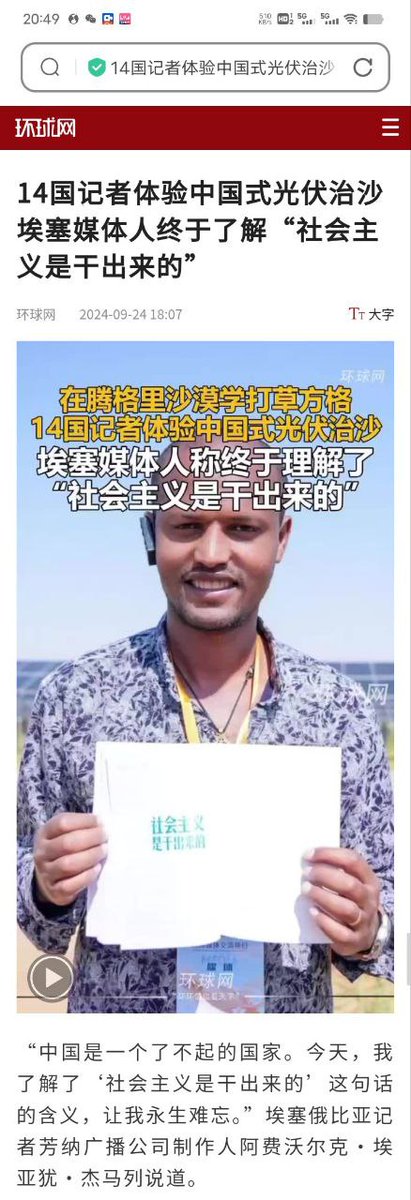 20:49
14国记者体验中国式光伏治沙
环球网
14国记者体验中国式光伏治沙
埃塞媒体人终于了解“社会主
义是干出来的”
环球网 2024-09-24 18:07 大字
环球网
在腾格里沙漠学打草方格
14国记者体验中国式光伏治沙
埃塞媒体人称终于理解了
“社会主义是干出来的”
环球网
社会主义
是干出来的
媒体
环球网
“中国是一个了不起的国家。今天，我
了解了‘社会主义是干出来的’这句话
的含义，让我永生难忘。”埃塞俄比亚记
者芳纳广播公司制作人阿费沃尔克·埃
亚犹·杰马列说道。